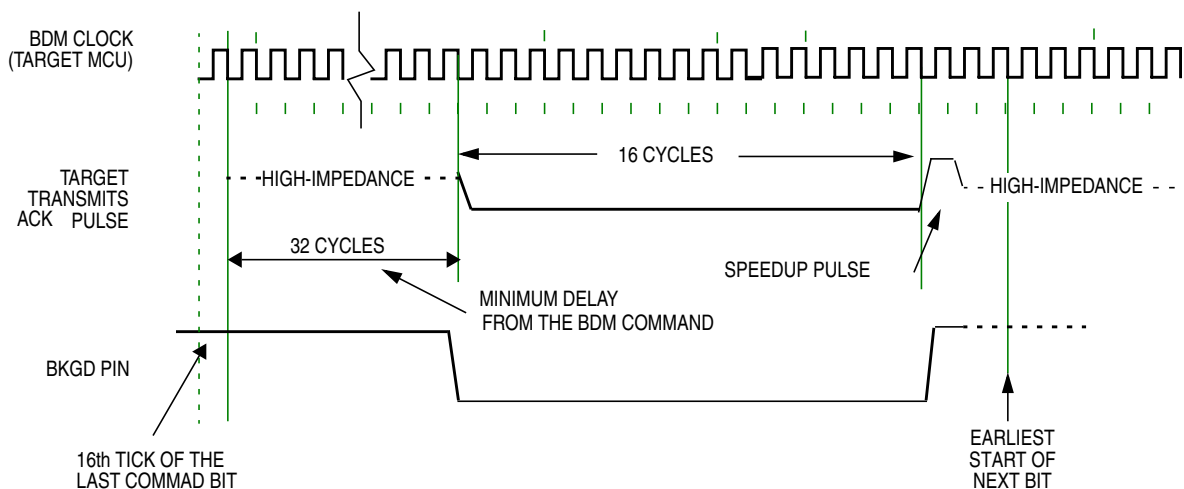 BDM CLOCK
(TARGET MCU)
16 CYCLES
TARGET
TRANSMITS
ACK PULSE
HIGH-IMPEDANCE
HIGH-IMPEDANCE
32 CYCLES
SPEEDUP PULSE
MINIMUM DELAY
FROM THE BDM COMMAND
BKGD PIN
16th TICK OF THE
LAST COMMAD BIT
EARLIEST
START OF
NEXT BIT